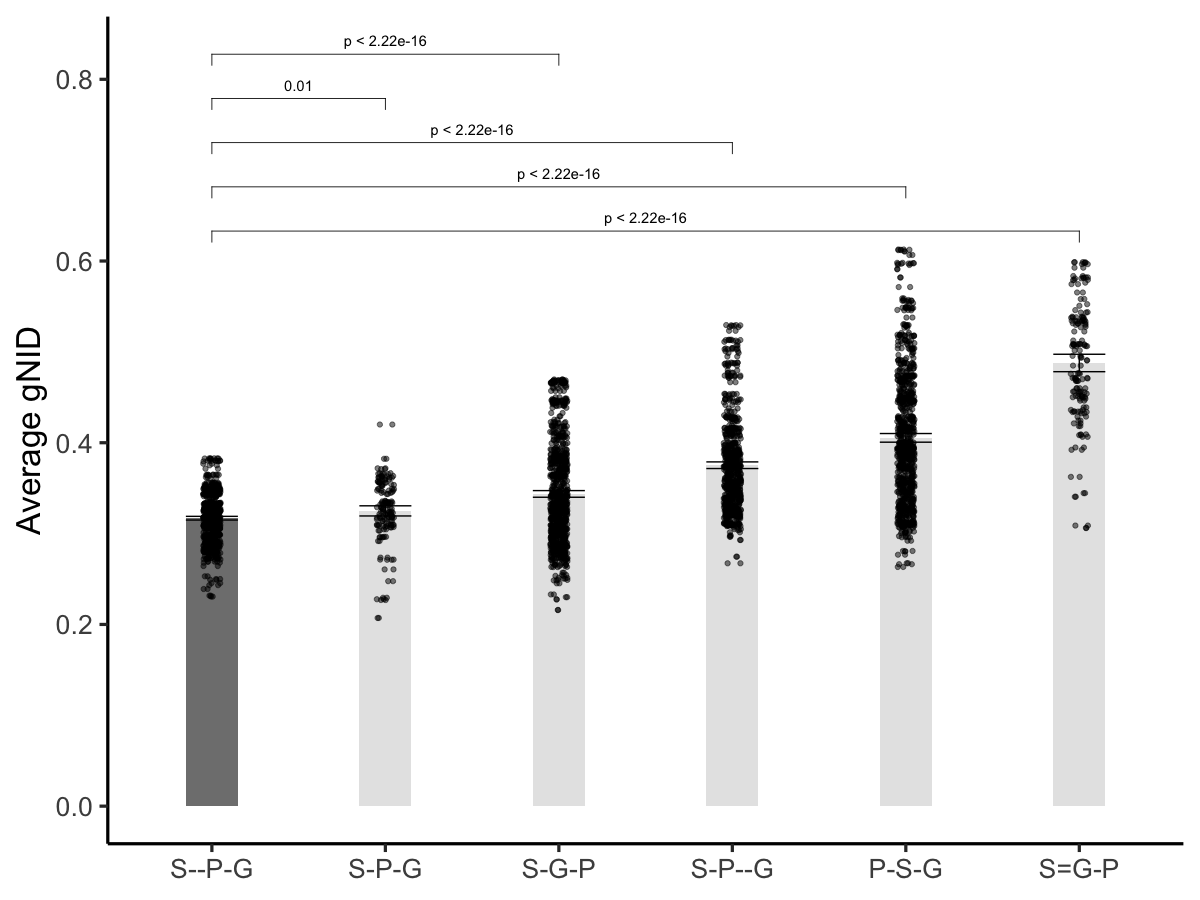 p < 2.22e-16
0.01
p < 2.22e-16
p < 2.22e-16
p < 2.22e-16
0.8
0.6
0.4
0.2
0.0
Average gNID
S--P-G
S-P-G
S-G-P
S-P--G
P-S-G
S=G-P